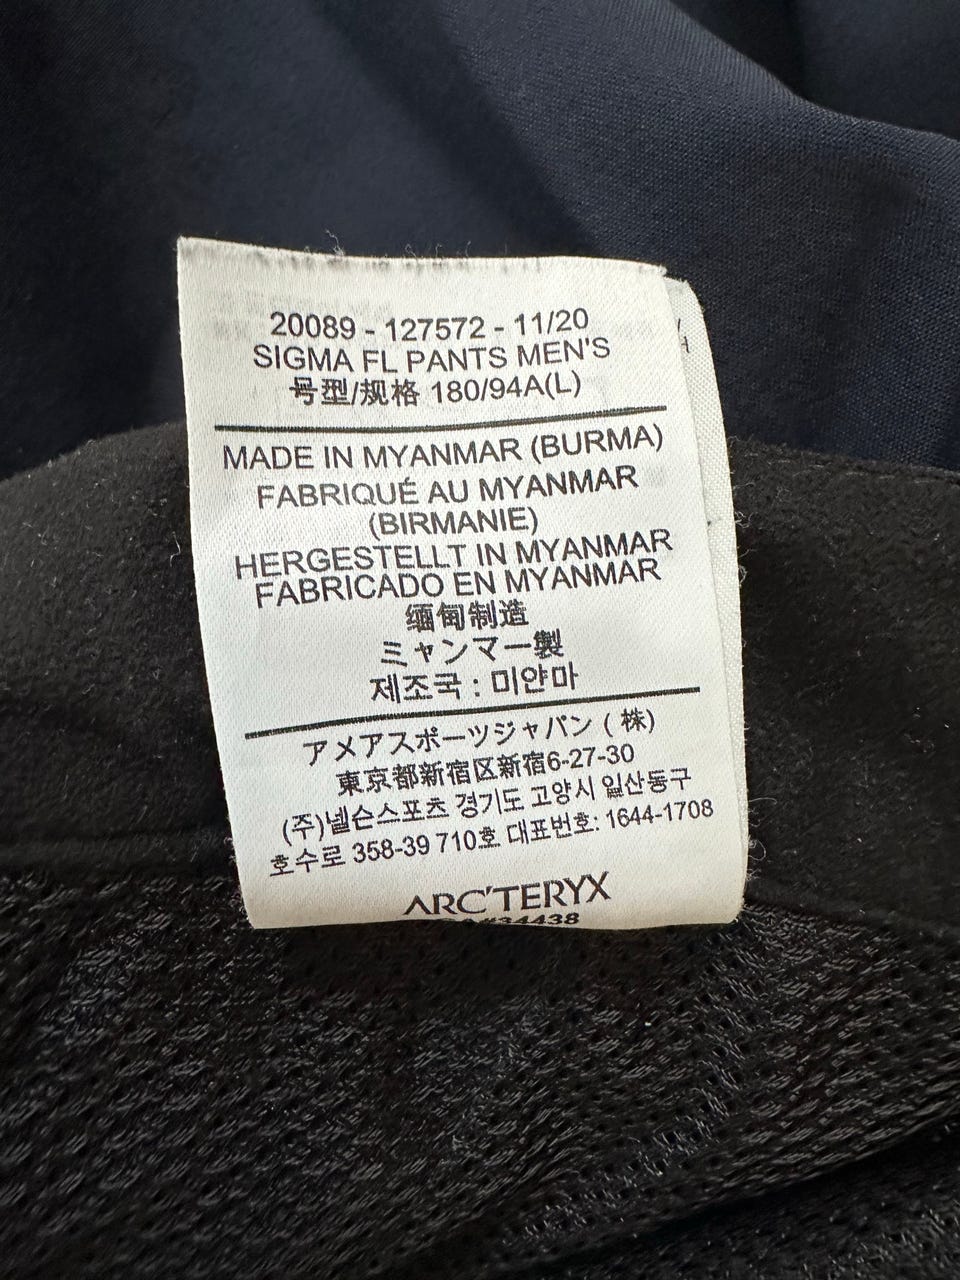 20089 - 127572 - 11/20
SIGMA FL PANTS MEN'S
号型/规格 180/94A(L)
MADE IN MYANMAR (BURMA)
FABRIQUÉ AU MYANMAR
(BIRMANIE)
HERGESTELLT IN MYANMAR
FABRICADO EN MYANMAR
缅甸制造
ミャンマー製
제조국 : 미얀마
アメアスポーツジャパン ( 株)
東京都新宿区新宿6-27-30
(주)넬슨스포츠 경기도 고양시 일산동구
호수로 358-39 710호 대표번호: 1644-1708
ARC'TERYX
34438